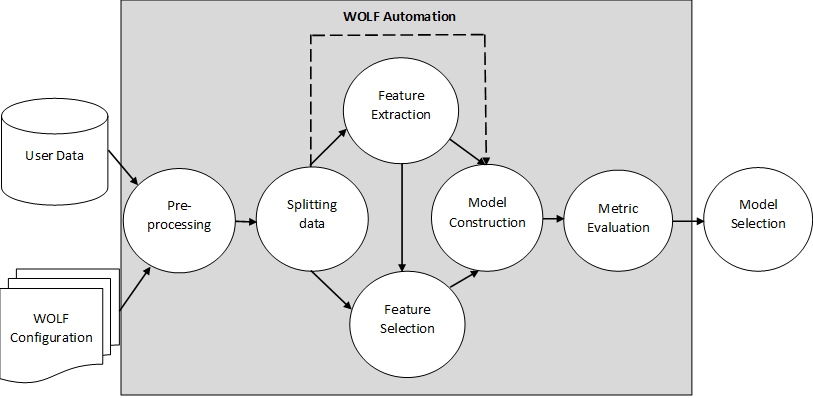 WOLF Automation
User Data
WOLF
Configuration
Pre-
processing
Splitting
data
Feature
Extraction
Feature
Selection
Model
Construction
Metric
Evaluation
Model
Selection